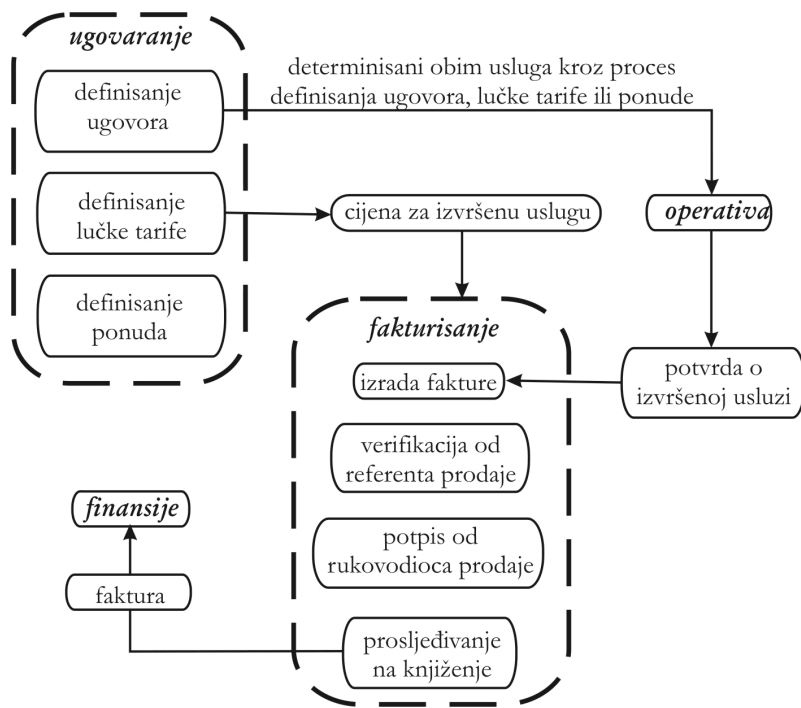 ugovaranje
definisanje
ugovora
determinisani obim usluga kroz proces
definisanja ugovora, lučke tarife ili ponude
definisanje
lučke tarife
cijena za izvršenu uslugu
operativa
definisanje
ponuda
fakturisanje
izrada fakture
potvrda o
izvršenoj usluzi
verifikacija od
referenta prodaje
finansije
potpis od
rukovodioca prodaje
faktura
prosljeđivanje
na knjiženje